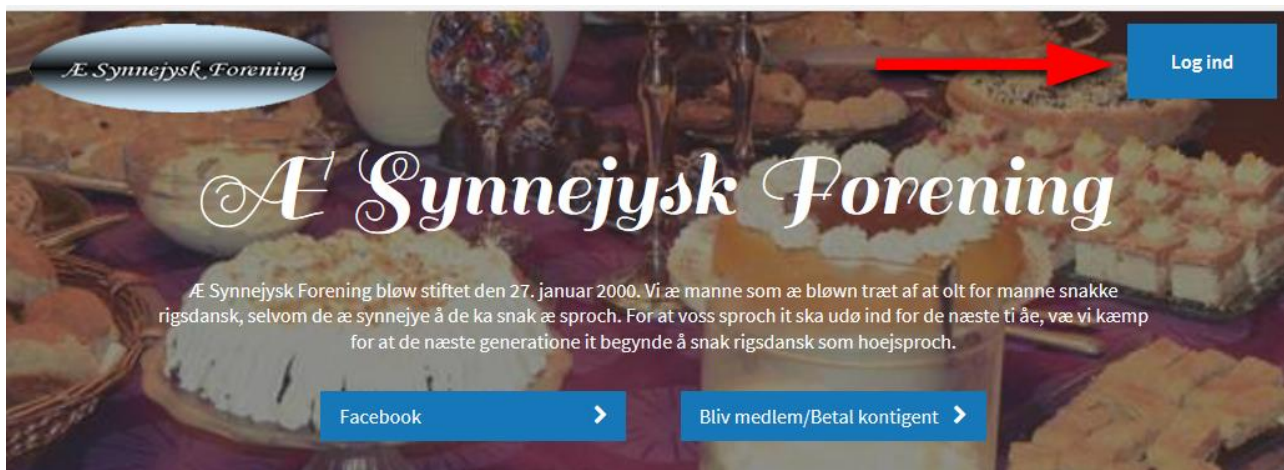 Æ Synnejysk Forening
Log ind
Æ Synnejysk Forening
Æ Synnejysk Forening bløw stiftet den 27. januar 2000. Vi æ manne som æ bløwn træt af at olt for manne snakke
rigsdansk, selvom de æ synnejye å de ka snak æ sproch. For at voss sproch it ska udø ind for de næste ti åe, væ vi kæmp
for at de næste generatione it begynde å snak rigsdansk som hoejsproch.
Facebook
Bliv medlem/Betal kontigent